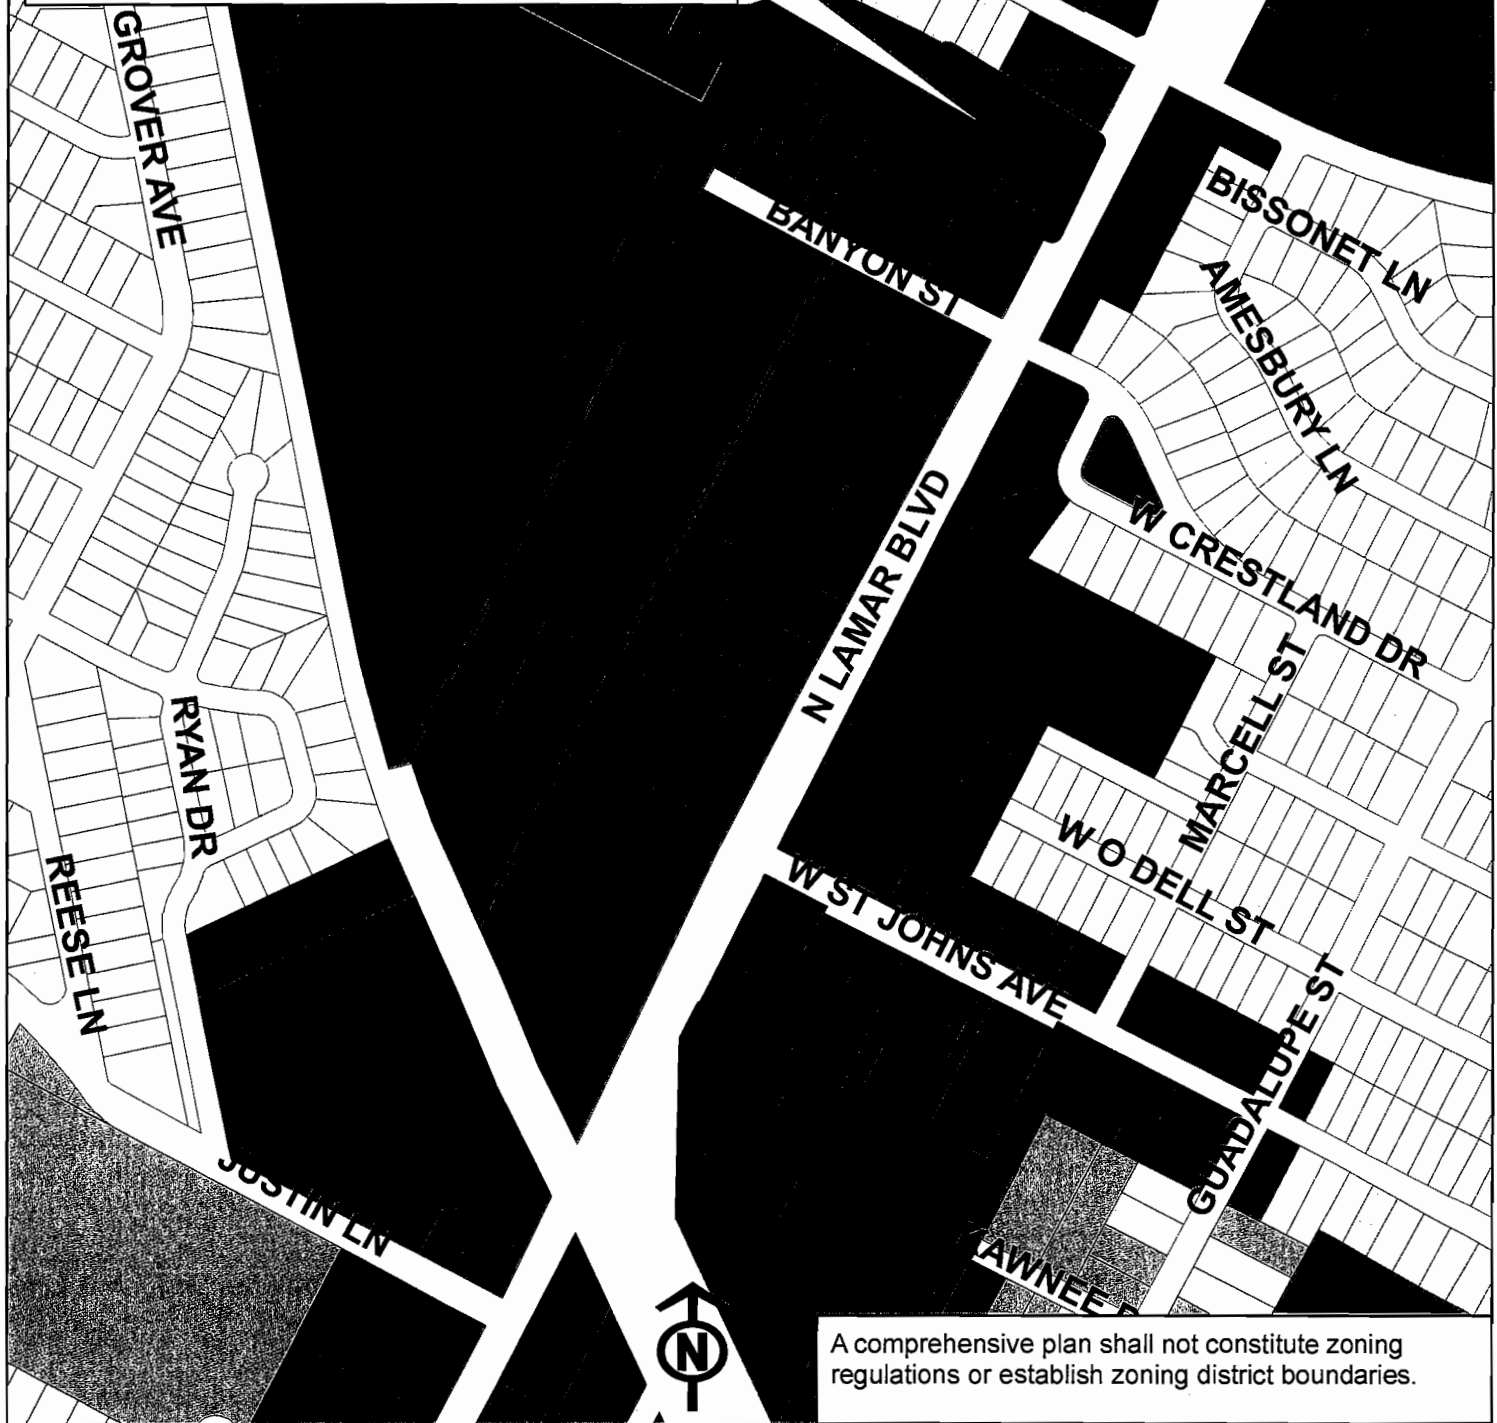 GROVER AVE
BANYON ST
BISSONET LN
AMESBURY LN
N LAMAR BLVD
W CRESTLAND DR
MARCELL ST
RYAN DR
W O DELL ST
REESE LN
W ST JOHNS AVE
GUADALUPE ST
JUSTIN LN
N
A comprehensive plan shall not constitute zoning
regulations or establish zoning district boundaries.